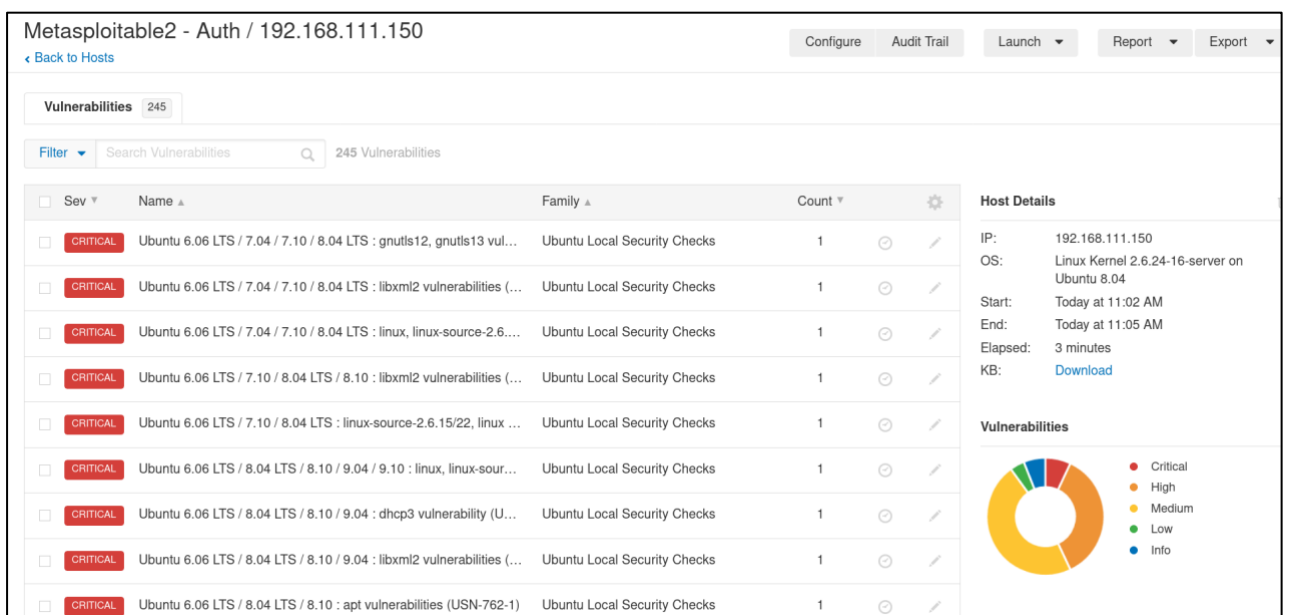 Metasploitable2 - Auth / 192.168.111.150
‹ Back to Hosts
Configure Audit Trail Launch Report Export
Vulnerabilities 245
Filter Search Vulnerabilities 245 Vulnerabilities
Sev Name Family Count
CRITICAL Ubuntu 6.06 LTS / 7.04 / 7.10 / 8.04 LTS : gnutls12, gnutls13 vul... Ubuntu Local Security Checks 1
CRITICAL Ubuntu 6.06 LTS / 7.04 / 7.10 / 8.04 LTS : libxml2 vulnerabilities (... Ubuntu Local Security Checks 1
CRITICAL Ubuntu 6.06 LTS / 7.04 / 7.10 / 8.04 LTS : linux, linux-source-2.6.... Ubuntu Local Security Checks 1
CRITICAL Ubuntu 6.06 LTS / 7.10 / 8.04 LTS / 8.10 : libxml2 vulnerabilities (... Ubuntu Local Security Checks 1
CRITICAL Ubuntu 6.06 LTS / 7.10 / 8.04 LTS : linux-source-2.6.15/22, linux ... Ubuntu Local Security Checks 1
CRITICAL Ubuntu 6.06 LTS / 8.04 LTS / 8.10 / 9.04 / 9.10 : linux, linux-sour... Ubuntu Local Security Checks 1
CRITICAL Ubuntu 6.06 LTS / 8.04 LTS / 8.10 / 9.04 : dhcp3 vulnerability (U... Ubuntu Local Security Checks 1
CRITICAL Ubuntu 6.06 LTS / 8.04 LTS / 8.10 / 9.04 : libxml2 vulnerabilities (... Ubuntu Local Security Checks 1
CRITICAL Ubuntu 6.06 LTS / 8.04 LTS / 8.10 : apt vulnerabilities (USN-762-1) Ubuntu Local Security Checks 1
Host Details
IP: 192.168.111.150
OS: Linux Kernel 2.6.24-16-server on
Ubuntu 8.04
Start: Today at 11:02 AM
End: Today at 11:05 AM
Elapsed: 3 minutes
KB: Download
Vulnerabilities
Critical
High
Medium
Low
Info